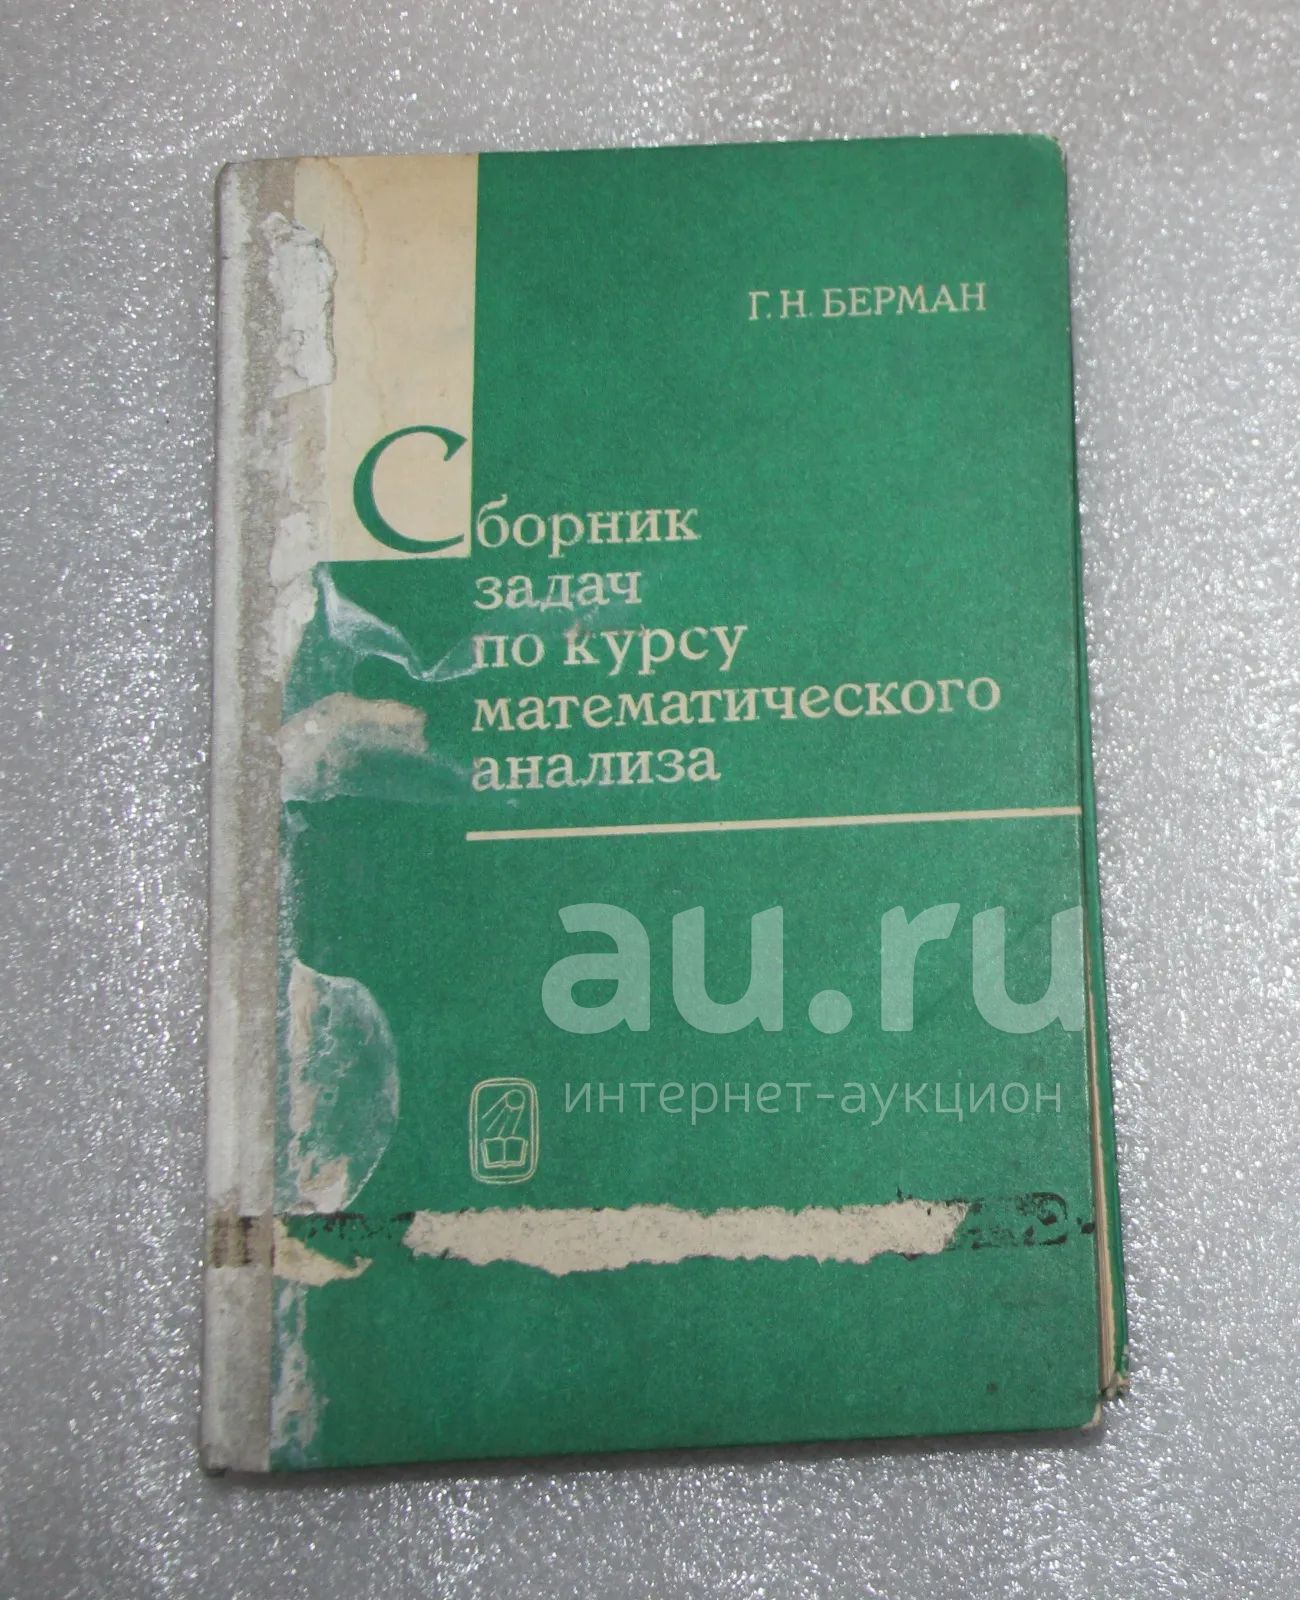 Г. Н. БЕРМАН
Сборник
задач
по курсу
математического
анализа
au.ru
интернет-аукцион